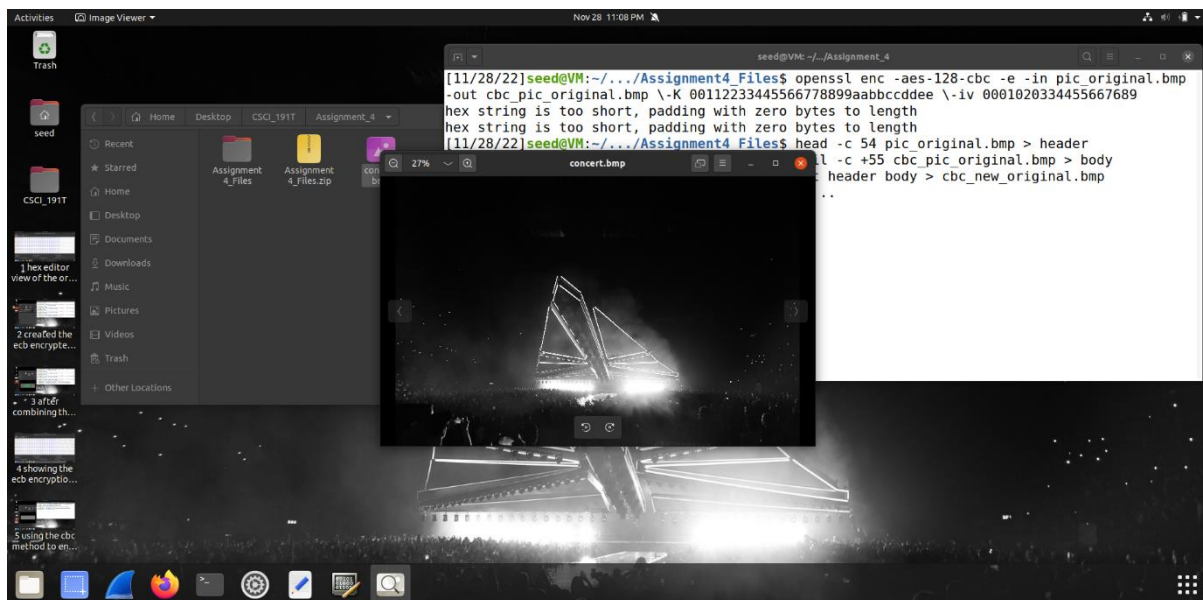 Activities
Image Viewer
Nov 28 11:08 PM
Trash
seed
CSCI_191T
1 hex editor
view of the or...
2 created the
ecb encrypte...
3 after
combining th...
4 showing the
ecb encryptio...
5 using the cbc
method to en...
Home
Desktop
CSCI_191T
Assignment_4
Recent
Starred
Home
Desktop
Documents
Downloads
Music
Pictures
Videos
Trash
+ Other Locations
Assignment
4_Files
Assignment
4_Files.zip
seed@VM: ~/.../Assignment_4
[11/28/22]seed@VM:~/.../Assignment4_Files$ openssl enc -aes-128-cbc -e -in pic_original.bmp
-out cbc_pic_original.bmp \-K 00112233445566778899aabbccddee \-iv 0001020334455667689
hex string is too short, padding with zero bytes to length
hex string is too short, padding with zero bytes to length
[11/28/22]seed@VM:~/.../Assignment4_Files$ head -c 54 pic_original.bmp > header
-c +55 cbc_pic_original.bmp > body
header body > cbc_new_original.bmp
..
27%
concert.bmp